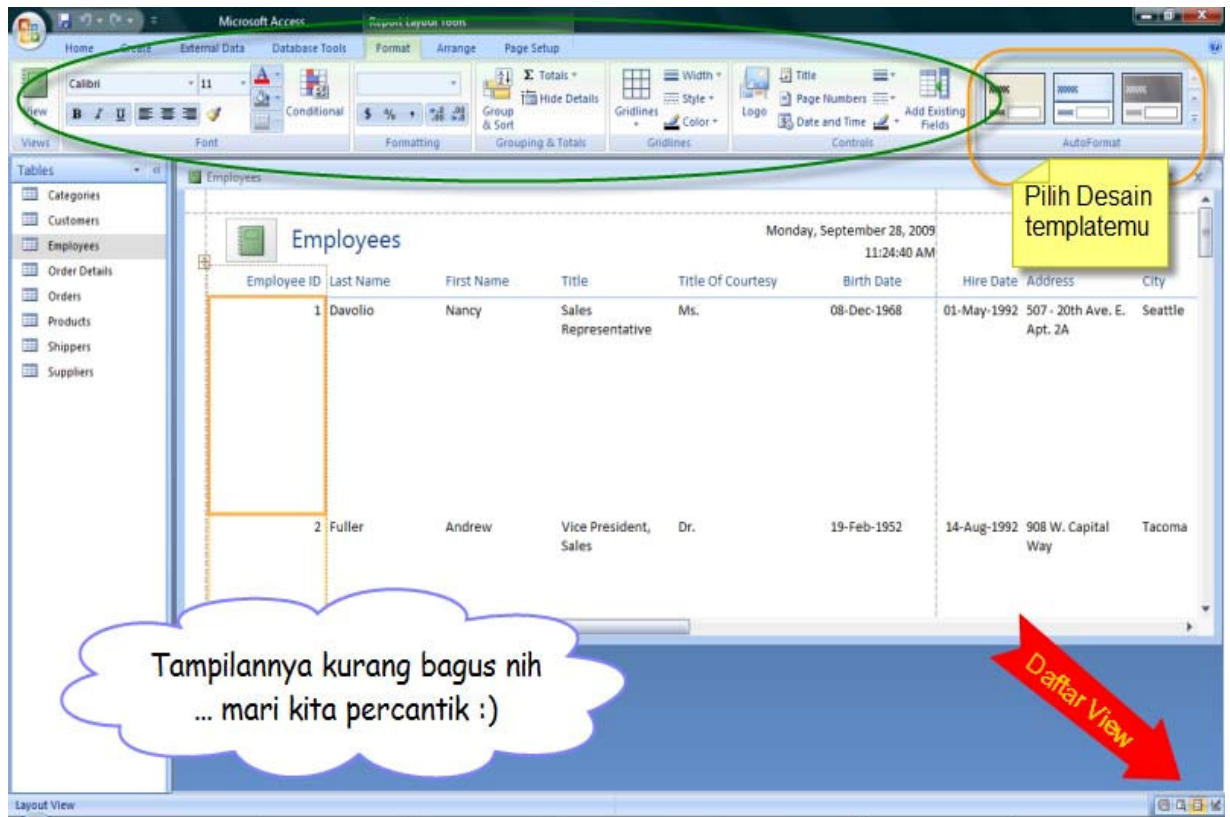 Microsoft Access
Report Layout Tools
Home Create External Data Database Tools Format Arrange Page Setup
Calibri 11
View
B I U
Conditional
$ % ,
Group & Sort
Σ Totals
Hide Details
Gridlines
Width
Style
Color
Logo
Title
Page Numbers
Date and Time
Add Existing Fields
XXXXX XXXXX XXXXX
Views Font Formatting Grouping & Totals Gridlines Controls AutoFormat
Tables
Categories
Customers
Employees
Order Details
Orders
Products
Shippers
Suppliers
Employees
Pilih Desain
templatemu
Employees
Monday, September 28, 2009
11:24:40 AM
Employee ID Last Name First Name Title Title Of Courtesy Birth Date Hire Date Address City
1 Davolio Nancy Sales Ms. 08-Dec-1968 01-May-1992 507 - 20th Ave. E. Seattle
Representative Apt. 2A
2 Fuller Andrew Vice President, Dr. 19-Feb-1952 14-Aug-1992 908 W. Capital Tacoma
Sales Way
Tampilannya kurang bagus nih
... mari kita percantik :)
Daftar View
Layout View